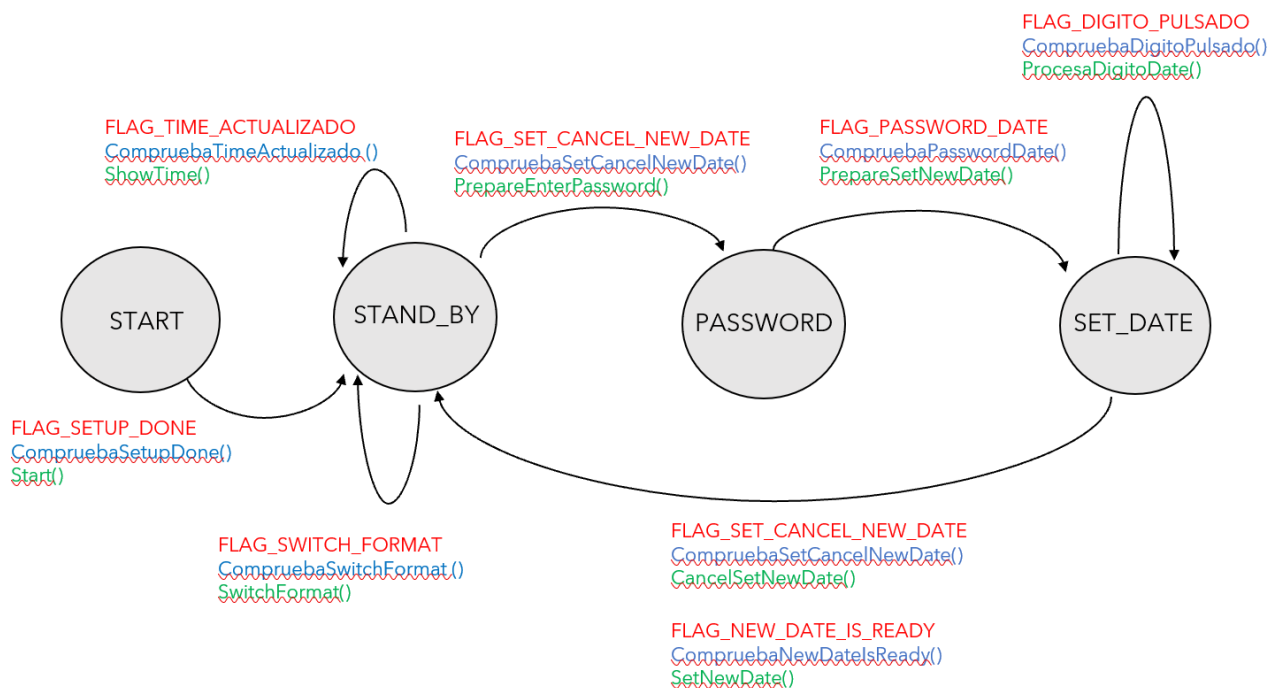 FLAG_DIGITO_PULSADO
CompruebaDigitoPulsado()
ProcesaDigitoDate()
FLAG_TIME_ACTUALIZADO
CompruebaTimeActualizado ()
ShowTime()
FLAG_SET_CANCEL_NEW_DATE
CompruebaSetCancelNewDate()
PrepareEnterPassword()
FLAG_PASSWORD_DATE
CompruebaPasswordDate()
PrepareSetNewDate()
START
STAND_BY
PASSWORD
SET_DATE
FLAG_SETUP_DONE
CompruebaSetupDone()
Start()
FLAG_SWITCH_FORMAT
CompruebaSwitchFormat ()
SwitchFormat()
FLAG_SET_CANCEL_NEW_DATE
CompruebaSetCancelNewDate()
CancelSetNewDate()
FLAG_NEW_DATE_IS_READY
CompruebaNewDateIsReady()
SetNewDate()